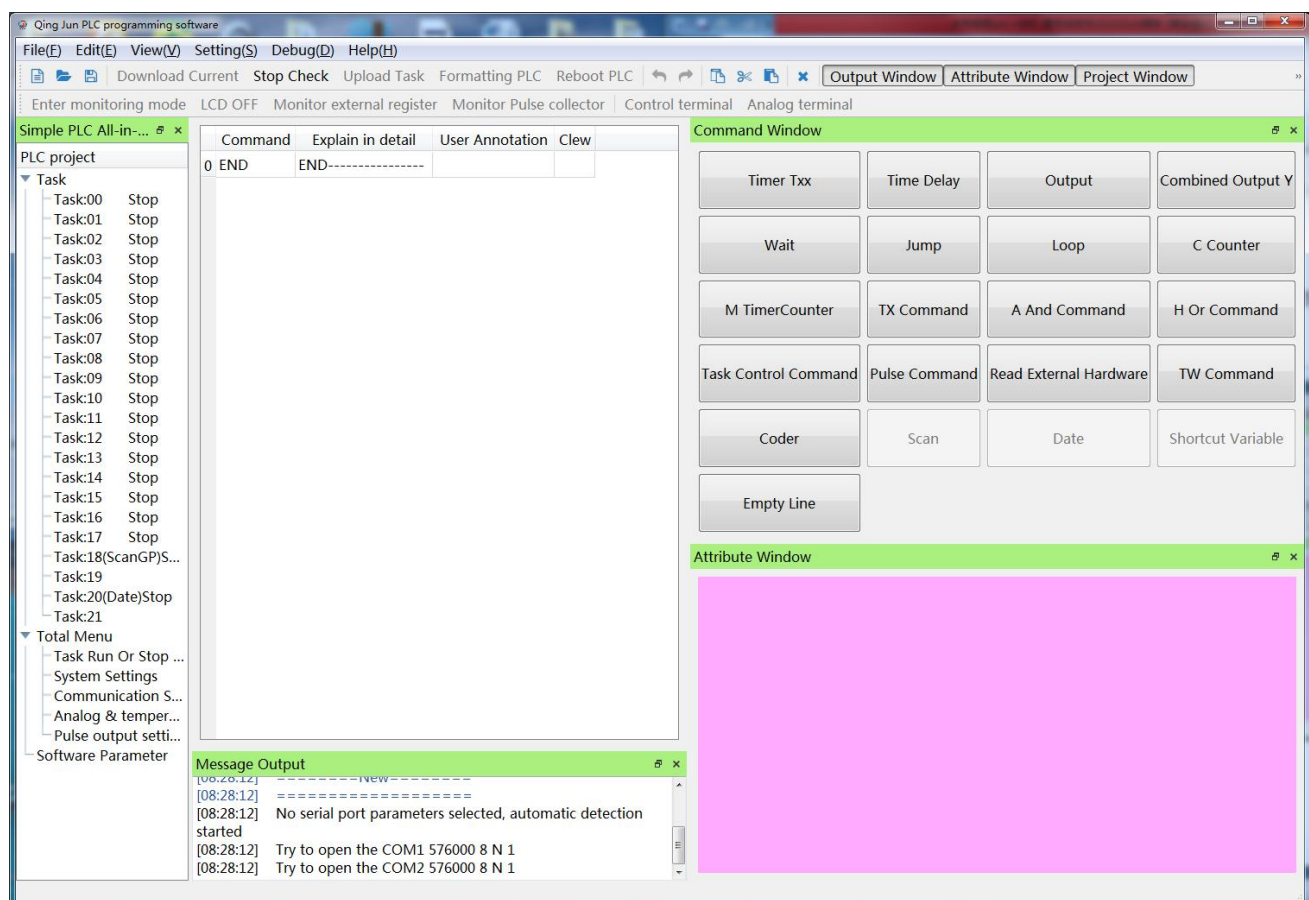 Qing Jun PLC programming software
File(F) Edit(E) View(V) Setting(S) Debug(D) Help(H)
Download Current Stop Check Upload Task Formatting PLC Reboot PLC Output Window Attribute Window Project Window »
Enter monitoring mode LCD OFF Monitor external register Monitor Pulse collector Control terminal Analog terminal
Simple PLC All-in-...
PLC project
Task
Task:00 Stop
Task:01 Stop
Task:02 Stop
Task:03 Stop
Task:04 Stop
Task:05 Stop
Task:06 Stop
Task:07 Stop
Task:08 Stop
Task:09 Stop
Task:10 Stop
Task:11 Stop
Task:12 Stop
Task:13 Stop
Task:14 Stop
Task:15 Stop
Task:16 Stop
Task:17 Stop
Task:18(ScanGP)S...
Task:19
Task:20(Date)Stop
Task:21
Total Menu
Task Run Or Stop ...
System Settings
Communication S...
Analog & temper...
Pulse output setti...
Software Parameter
Command Explain in detail User Annotation Clew
0 END END----------------
Message Output
[08:28:12] ========New========
[08:28:12] ===================
[08:28:12] No serial port parameters selected, automatic detection
started
[08:28:12] Try to open the COM1 576000 8 N 1
[08:28:12] Try to open the COM2 576000 8 N 1
Command Window
Timer Txx Time Delay Output Combined Output Y
Wait Jump Loop C Counter
M TimerCounter TX Command A And Command H Or Command
Task Control Command Pulse Command Read External Hardware TW Command
Coder Scan Date Shortcut Variable
Empty Line
Attribute Window